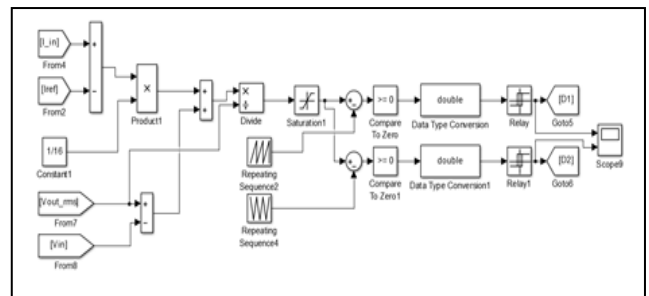 [I_in]
From4
[Iref]
From2
1/16
Constant1
[Vout_rms]
From7
[Vin]
From8
+
−
×
Product1
+
−
+
+
×
÷
Divide
Saturation1
Repeating
Sequence2
Repeating
Sequence4
+
−
+
−
>= 0
Compare
To Zero
>= 0
Compare
To Zero1
double
Data Type Conversion
double
Data Type Conversion1
Relay
Relay1
[D1]
Goto5
[D2]
Goto6
Scope9